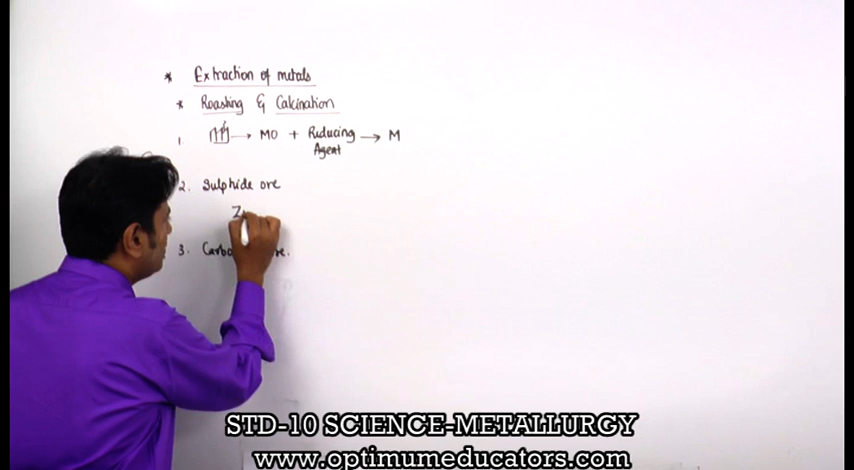 * Extraction of metals
* Roasting & Calcination
1. → MO + Reducing Agent → M
2. Sulphide ore
Z
3.
STD-10 SCIENCE-METALLURGY
www.optimumeducators.com